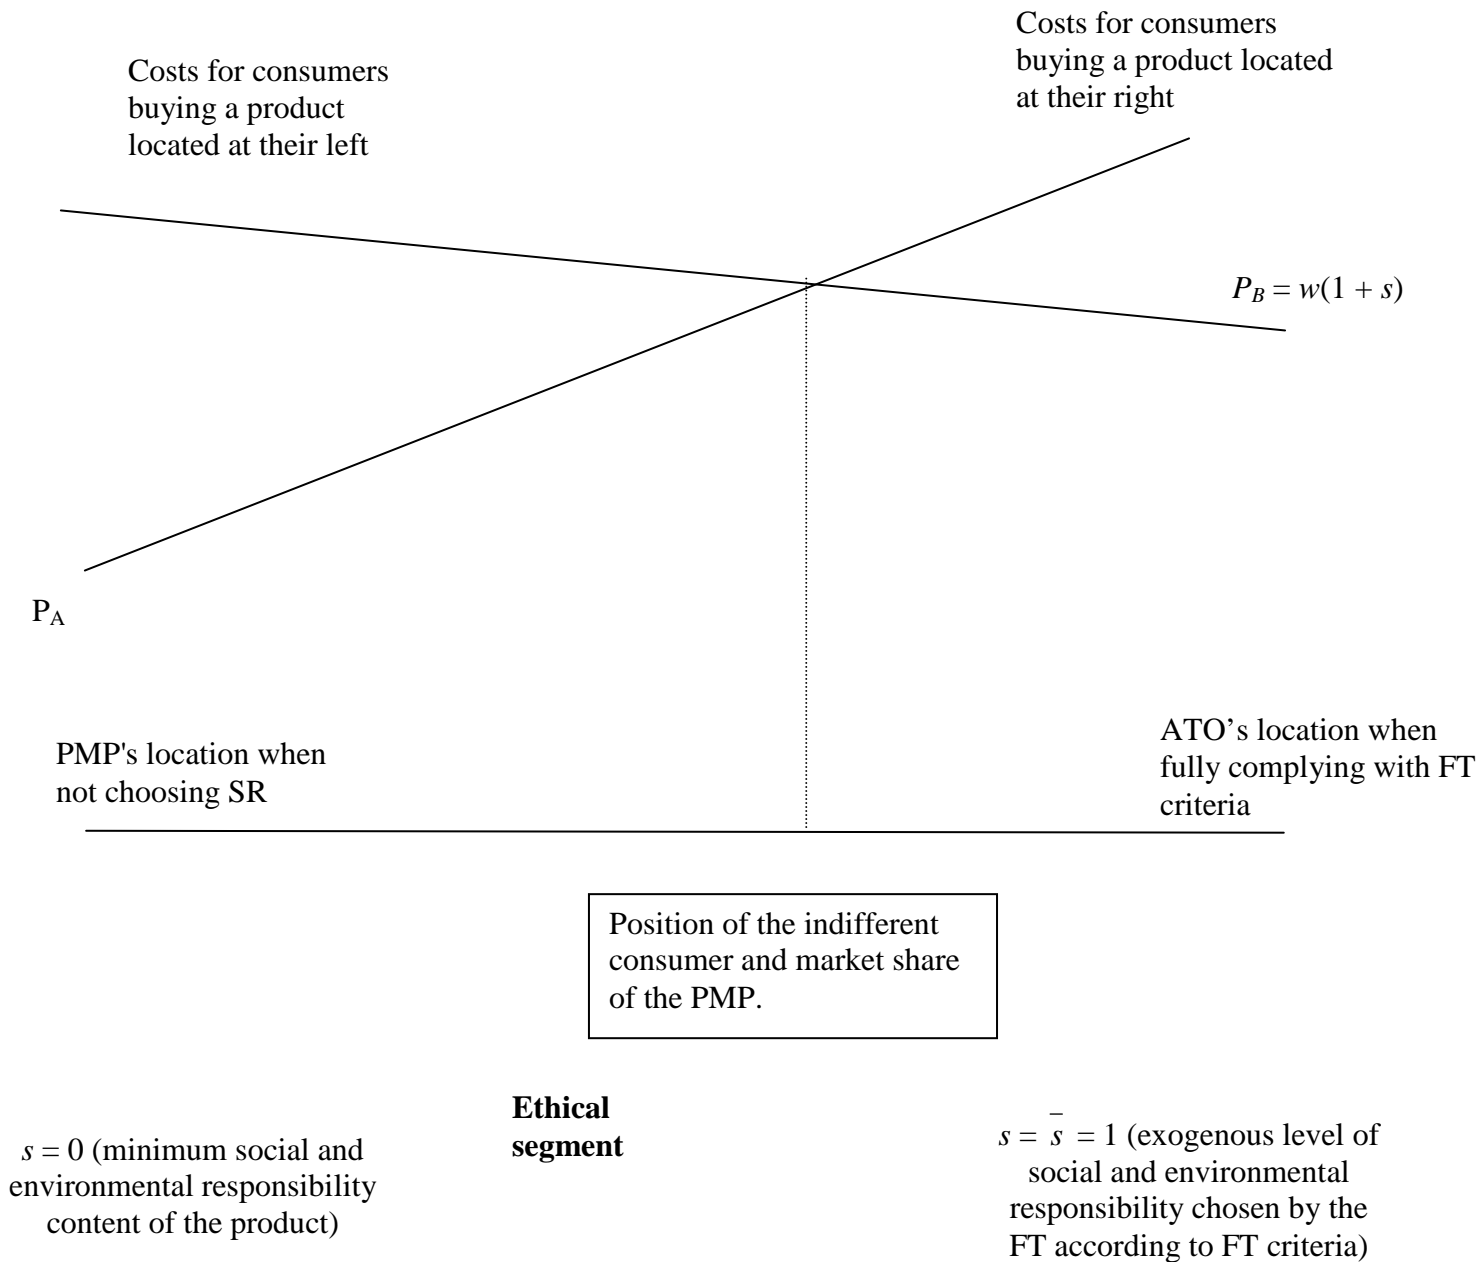 Costs for consumers
buying a product
located at their left
Costs for consumers
buying a product located
at their right
P_B = w(1 + s)
P_A
PMP's location when
not choosing SR
ATO’s location when
fully complying with FT
criteria
Position of the indifferent
consumer and market share
of the PMP.
Ethical
segment
s = 0 (minimum social and
environmental responsibility
content of the product)
s = s̄ = 1 (exogenous level of
social and environmental
responsibility chosen by the
FT according to FT criteria)